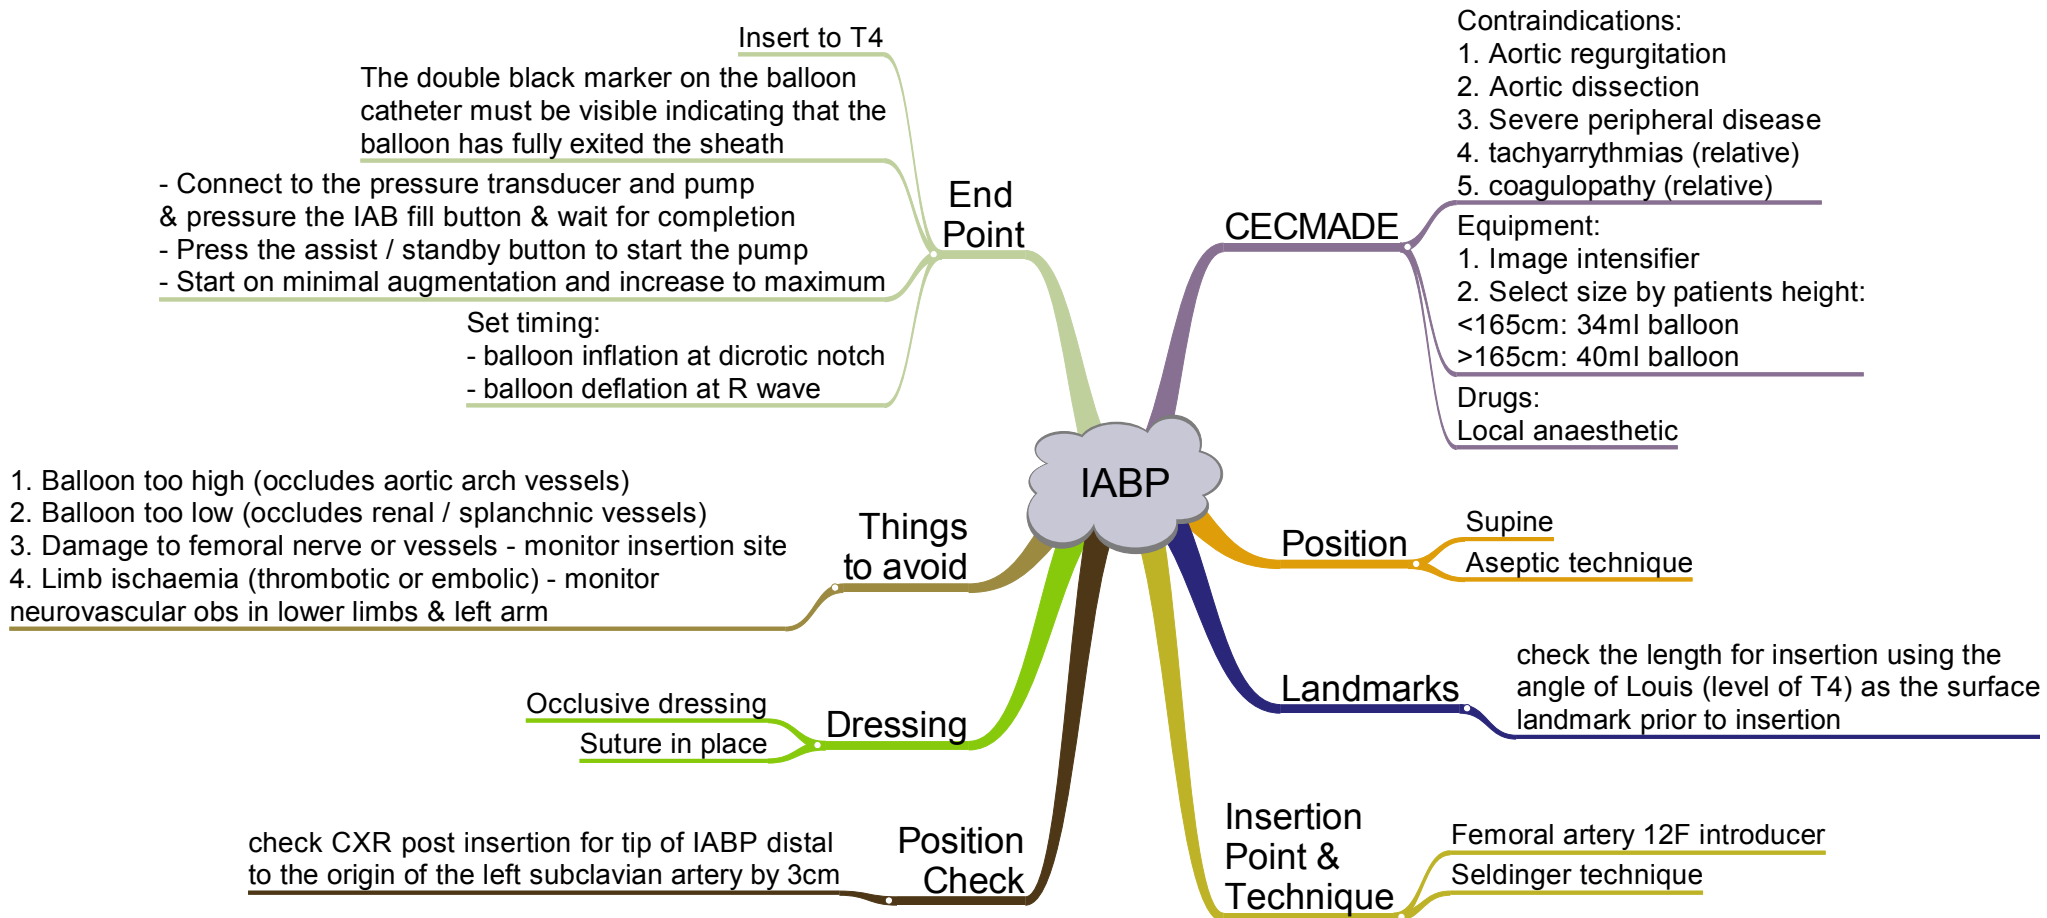 IABP
CECMADE
Contraindications:
1. Aortic regurgitation
2. Aortic dissection
3. Severe peripheral disease
4. tachyarrythmias (relative)
5. coagulopathy (relative)
Equipment:
1. Image intensifier
2. Select size by patients height:
<165cm: 34ml balloon
>165cm: 40ml balloon
Drugs:
Local anaesthetic
Position
Supine
Aseptic technique
Landmarks
check the length for insertion using the
angle of Louis (level of T4) as the surface
landmark prior to insertion
Insertion
Point &
Technique
Femoral artery 12F introducer
Seldinger technique
Position
Check
check CXR post insertion for tip of IABP distal
to the origin of the left subclavian artery by 3cm
Dressing
Occlusive dressing
Suture in place
Things
to avoid
1. Balloon too high (occludes aortic arch vessels)
2. Balloon too low (occludes renal / splanchnic vessels)
3. Damage to femoral nerve or vessels - monitor insertion site
4. Limb ischaemia (thrombotic or embolic) - monitor
neurovascular obs in lower limbs & left arm
End
Point
Insert to T4
The double black marker on the balloon
catheter must be visible indicating that the
balloon has fully exited the sheath
- Connect to the pressure transducer and pump
& pressure the IAB fill button & wait for completion
- Press the assist / standby button to start the pump
- Start on minimal augmentation and increase to maximum
Set timing:
- balloon inflation at dicrotic notch
- balloon deflation at R wave